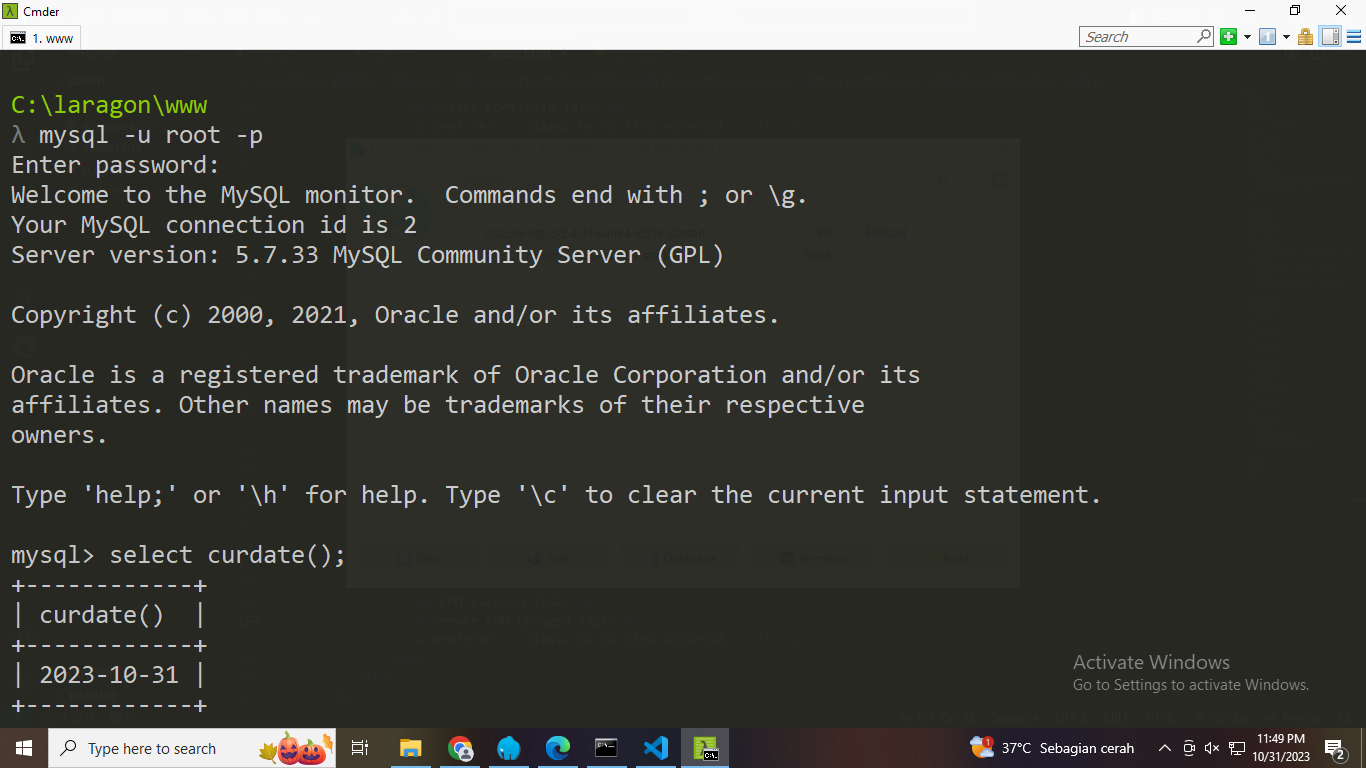 Cmder
1. www
Search
C:\laragon\www
λ mysql -u root -p
Enter password:
Welcome to the MySQL monitor.  Commands end with ; or \g.
Your MySQL connection id is 2
Server version: 5.7.33 MySQL Community Server (GPL)
Copyright (c) 2000, 2021, Oracle and/or its affiliates.
Oracle is a registered trademark of Oracle Corporation and/or its
affiliates. Other names may be trademarks of their respective
owners.
Type 'help;' or '\h' for help. Type '\c' to clear the current input statement.
mysql> select curdate();
+------------+
| curdate()  |
+------------+
| 2023-10-31 |
+------------+
Activate Windows
Go to Settings to activate Windows.
Type here to search
37°C Sebagian cerah
11:49 PM
10/31/2023
2